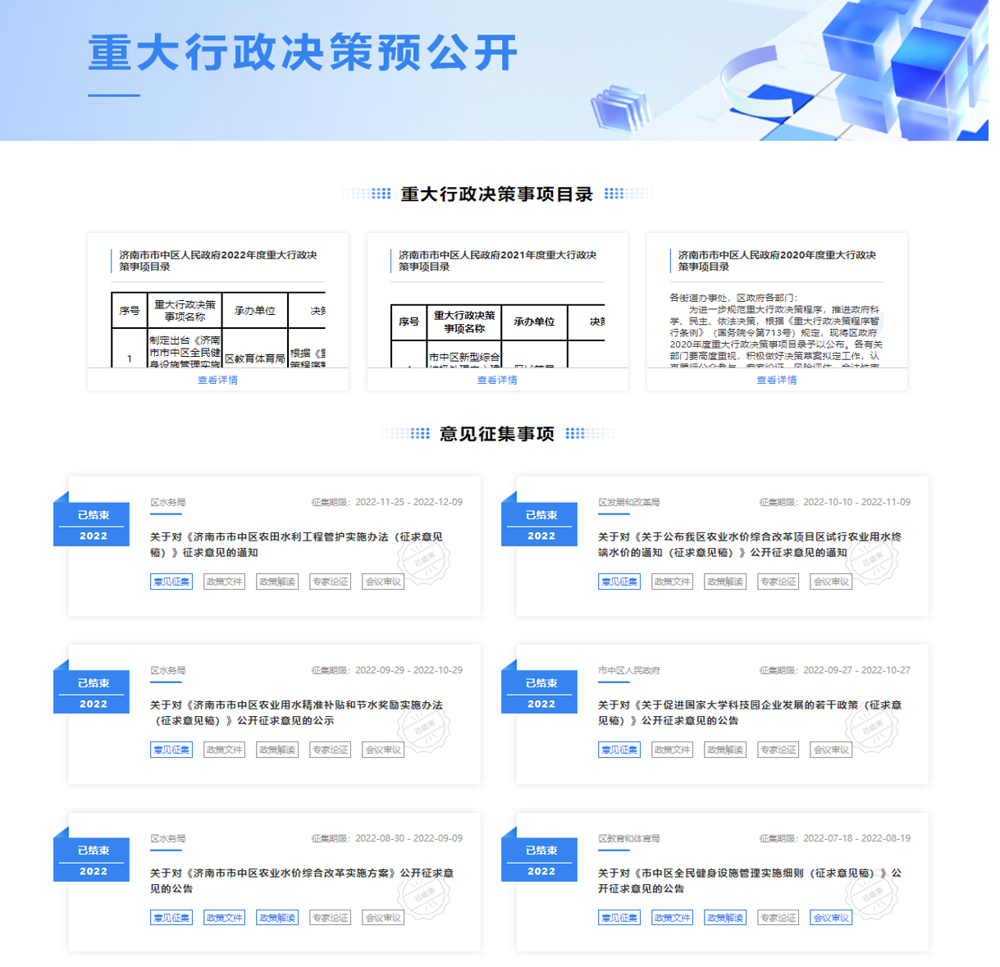 重大行政决策预公开
重大行政决策事项目录
济南市市中区人民政府2022年度重大行政决
策事项目录
序号 重大行政决策 承办单位
事项名称
制定出台《济南
市市中区全民健
1 区教育体育局
身设施管理实施
查看详情
济南市市中区人民政府2021年度重大行政决
策事项目录
序号 重大行政决策 承办单位
事项名称
市中区新型综合
查看详情
济南市市中区人民政府2020年度重大行政决
策事项目录
各街道办事处，区政府各部门：
为进一步规范重大行政决策程序，推进政府科
学、民主、依法决策，根据《重大行政决策程序暂
行条例》（国务院令第713号）规定，现将区政府
2020年度重大行政决策事项目录予以公布。各有关
部门要高度重视，积极做好决策草案拟定工作，认
查看详情
意见征集事项
已结束
2022
区水务局 征集期限：2022-11-25 - 2022-12-09
关于对《济南市市中区农田水利工程管护实施办法（征求意见
稿）》征求意见的通知
已结束
意见征集 政策文件 政策解读 专家论证 会议审议
已结束
2022
区发展和改革局 征集期限：2022-10-10 - 2022-11-09
关于对《关于公布我区农业水价综合改革项目区试行农业用水终
端水价的通知（征求意见稿）》公开征求意见的通知
已结束
意见征集 政策文件 政策解读 专家论证 会议审议
已结束
2022
区水务局 征集期限：2022-09-29 - 2022-10-29
关于对《济南市市中区农业用水精准补贴和节水奖励实施办法
（征求意见稿）》公开征求意见的公示
已结束
意见征集 政策文件 政策解读 专家论证 会议审议
已结束
2022
市中区人民政府 征集期限：2022-09-27 - 2022-10-27
关于对《关于促进国家大学科技园企业发展的若干政策（征求意
见稿）》公开征求意见的公告
已结束
意见征集 政策文件 政策解读 专家论证 会议审议
已结束
2022
区水务局 征集期限：2022-08-30 - 2022-09-09
关于对《济南市市中区农业水价综合改革实施方案》公开征求意
见的公告
已结束
意见征集 政策文件 政策解读 专家论证 会议审议
已结束
2022
区教育和体育局 征集期限：2022-07-18 - 2022-08-19
关于对《市中区全民健身设施管理实施细则（征求意见稿）》公
开征求意见的公告
已结束
意见征集 政策文件 政策解读 专家论证 会议审议